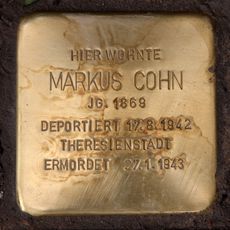 HIER WOHNTE
MARKUS COHN
JG. 1869
DEPORTIERT 17.8.1942
THERESIENSTADT
ERMORDET 27.1.1943